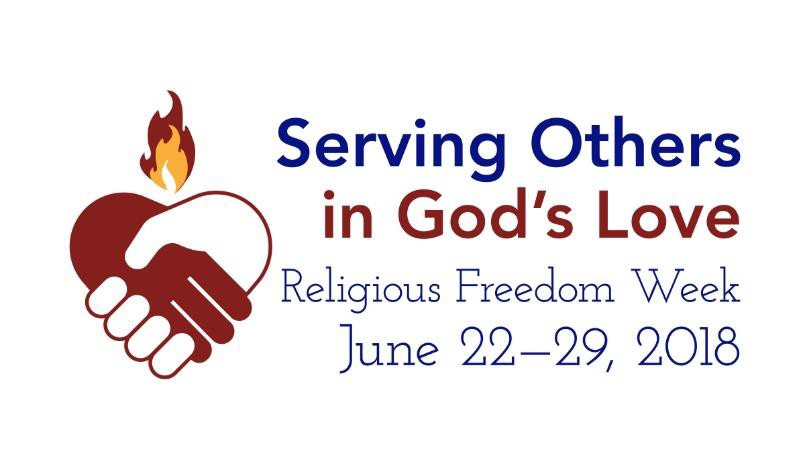 Serving Others
in God's Love
Religious Freedom Week
June 22–29, 2018